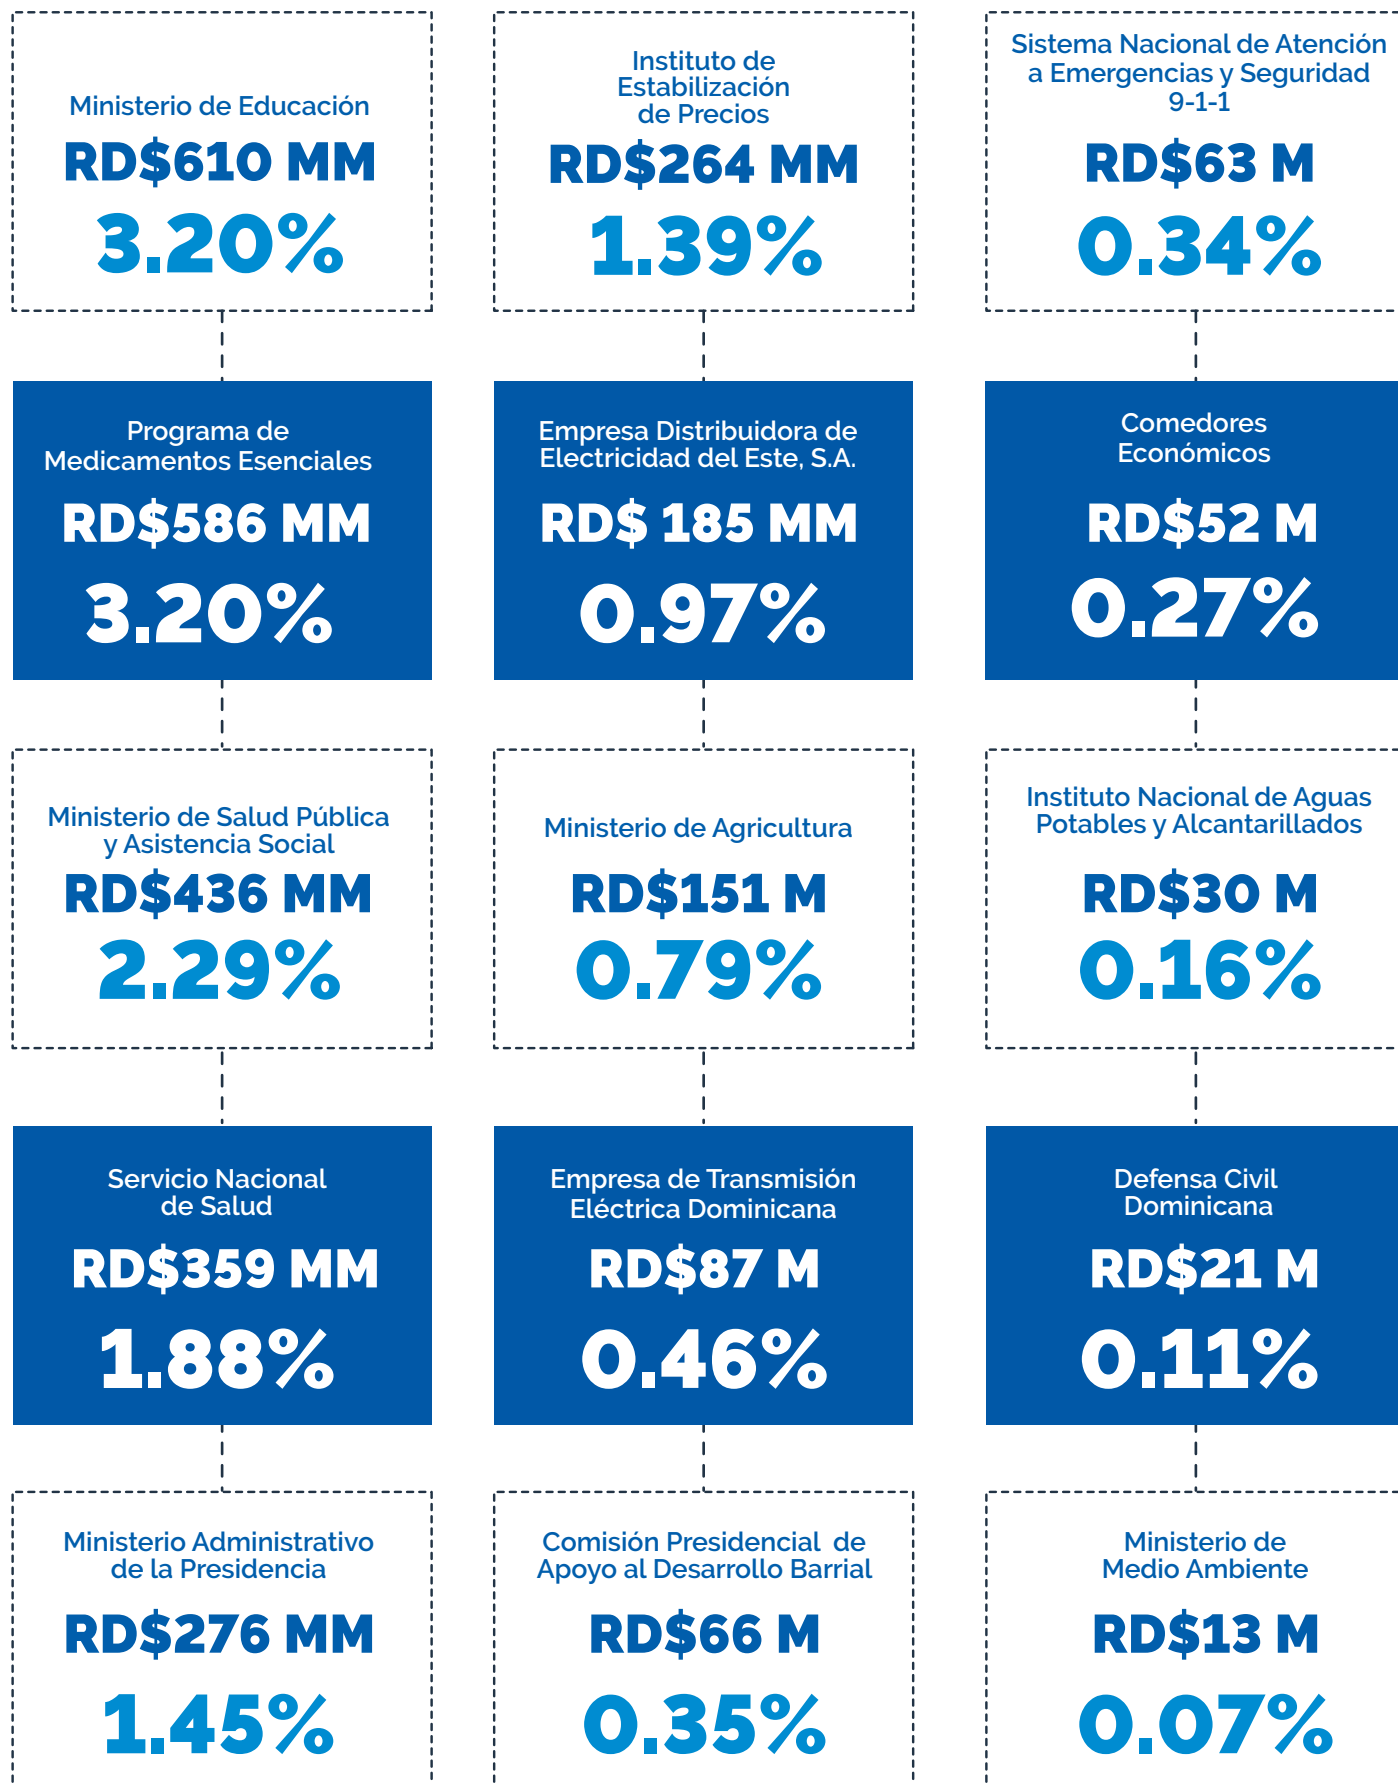 Ministerio de Educación
RD$610 MM
3.20%
Instituto de
Estabilización
de Precios
RD$264 MM
1.39%
Sistema Nacional de Atención
a Emergencias y Seguridad
9-1-1
RD$63 M
0.34%
Programa de
Medicamentos Esenciales
RD$586 MM
3.20%
Empresa Distribuidora de
Electricidad del Este, S.A.
RD$ 185 MM
0.97%
Comedores
Económicos
RD$52 M
0.27%
Ministerio de Salud Pública
y Asistencia Social
RD$436 MM
2.29%
Ministerio de Agricultura
RD$151 M
0.79%
Instituto Nacional de Aguas
Potables y Alcantarillados
RD$30 M
0.16%
Servicio Nacional
de Salud
RD$359 MM
1.88%
Empresa de Transmisión
Eléctrica Dominicana
RD$87 M
0.46%
Defensa Civil
Dominicana
RD$21 M
0.11%
Ministerio Administrativo
de la Presidencia
RD$276 MM
1.45%
Comisión Presidencial  de
Apoyo al Desarrollo Barrial
RD$66 M
0.35%
Ministerio de
Medio Ambiente
RD$13 M
0.07%